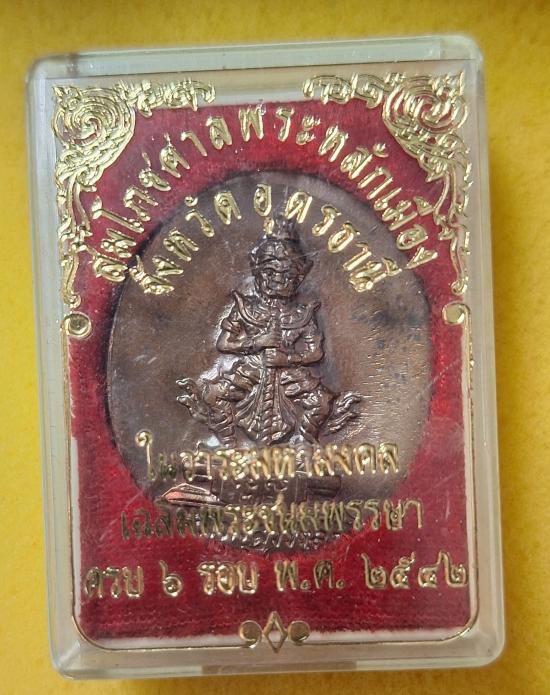 สมโภชศาลพระหลักเมือง
จังหวัดอุดรธานี
ในวาระมหามงคล
เฉลิมพระชนมพรรษา
ครบ ๖ รอบ พ.ศ. ๒๕๔๒